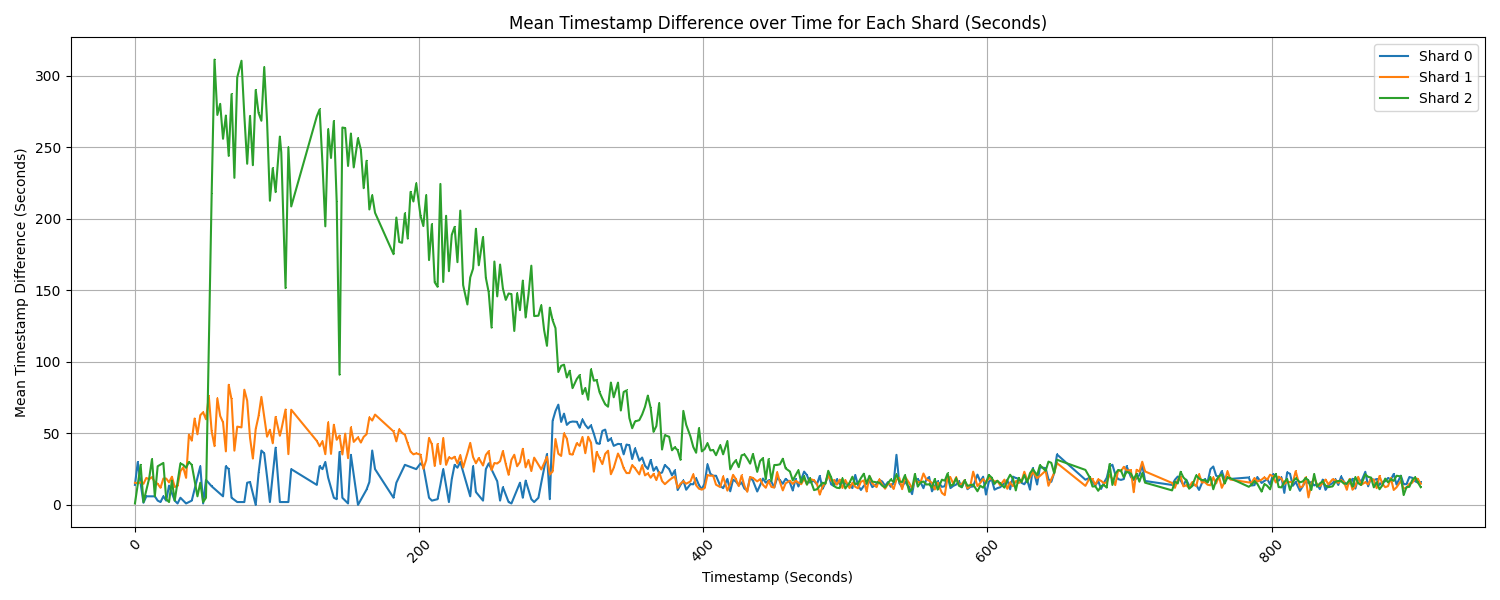 Mean Timestamp Difference over Time for Each Shard (Seconds)
Shard 0
Shard 1
Shard 2
Mean Timestamp Difference (Seconds)
300
250
200
150
100
50
0
0 200 400 600 800
Timestamp (Seconds)